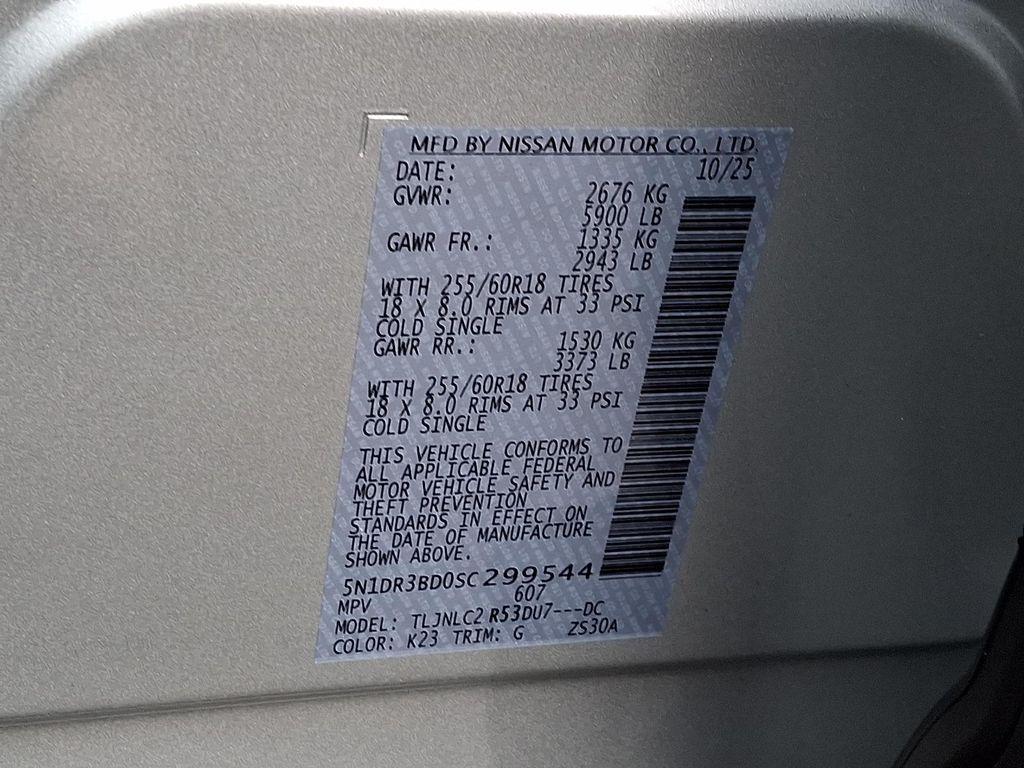 MFD BY NISSAN MOTOR CO., LTD.
DATE: 10/25
GVWR: 2676 KG
5900 LB
GAWR FR.: 1335 KG
2943 LB
WITH 255/60R18 TIRES
18 X 8.0 RIMS AT 33 PSI
COLD SINGLE
GAWR RR.: 1530 KG
3373 LB
WITH 255/60R18 TIRES
18 X 8.0 RIMS AT 33 PSI
COLD SINGLE
THIS VEHICLE CONFORMS TO
ALL APPLICABLE FEDERAL
MOTOR VEHICLE SAFETY AND
THEFT PREVENTION
STANDARDS IN EFFECT ON
THE DATE OF MANUFACTURE
SHOWN ABOVE.
5N1DR3BD0SC299544
MPV 607
MODEL: TLJNLC2 R53DU7---DC
COLOR: K23 TRIM: G ZS30A